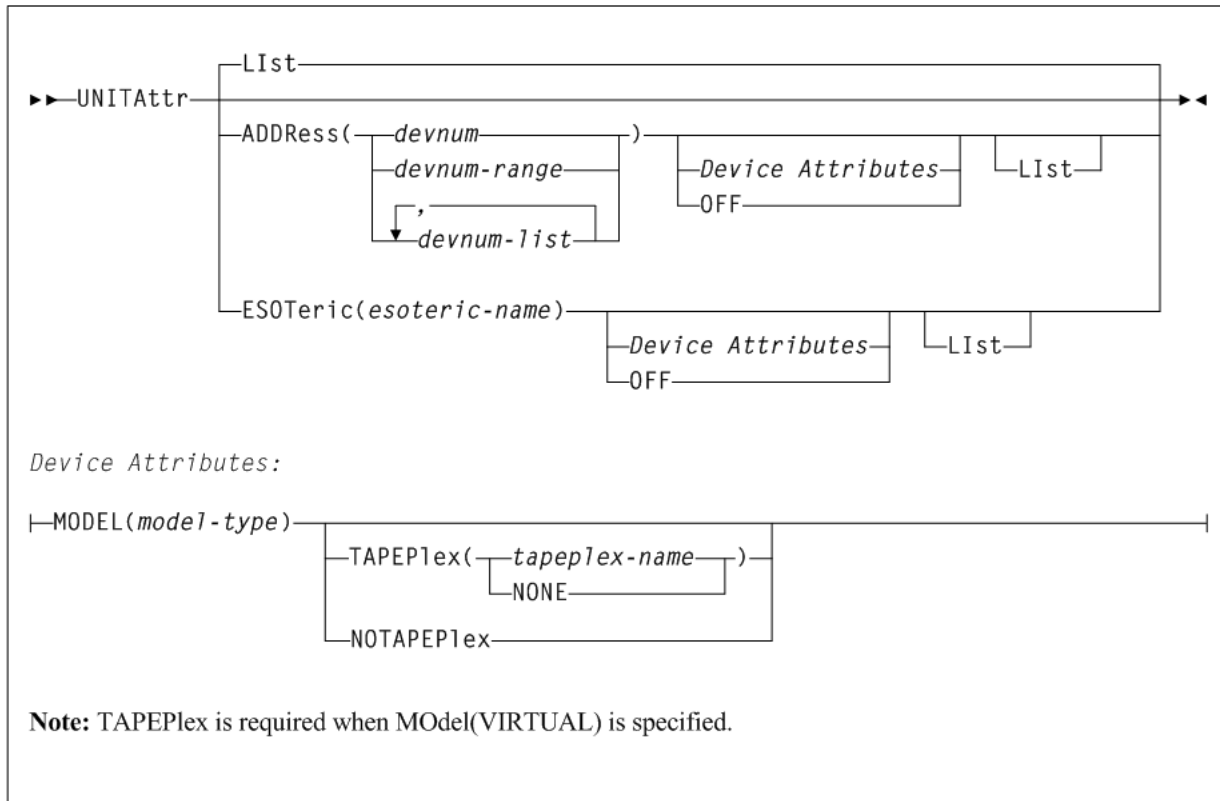 LIst
UNITAttr
ADDRess( devnum ) Device Attributes LIst
devnum-range OFF
,
devnum-list
ESOTeric(esoteric-name) Device Attributes LIst
OFF
Device Attributes:
MODEL(model-type)
TAPEPlex( tapeplex-name )
NONE
NOTAPEPlex
Note: TAPEPlex is required when MOdel(VIRTUAL) is specified.